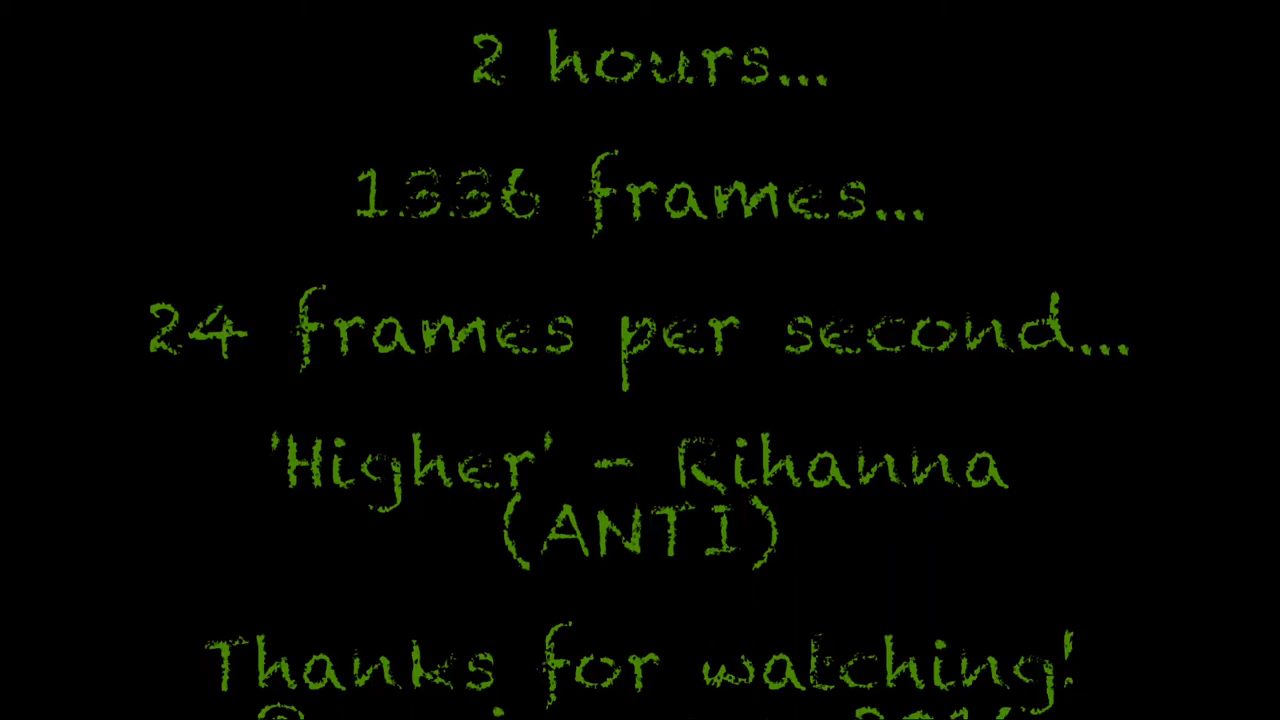 2 hours...
1336 frames...
24 frames per second...
'Higher' - Rihanna
(ANTI)
Thanks for watching!